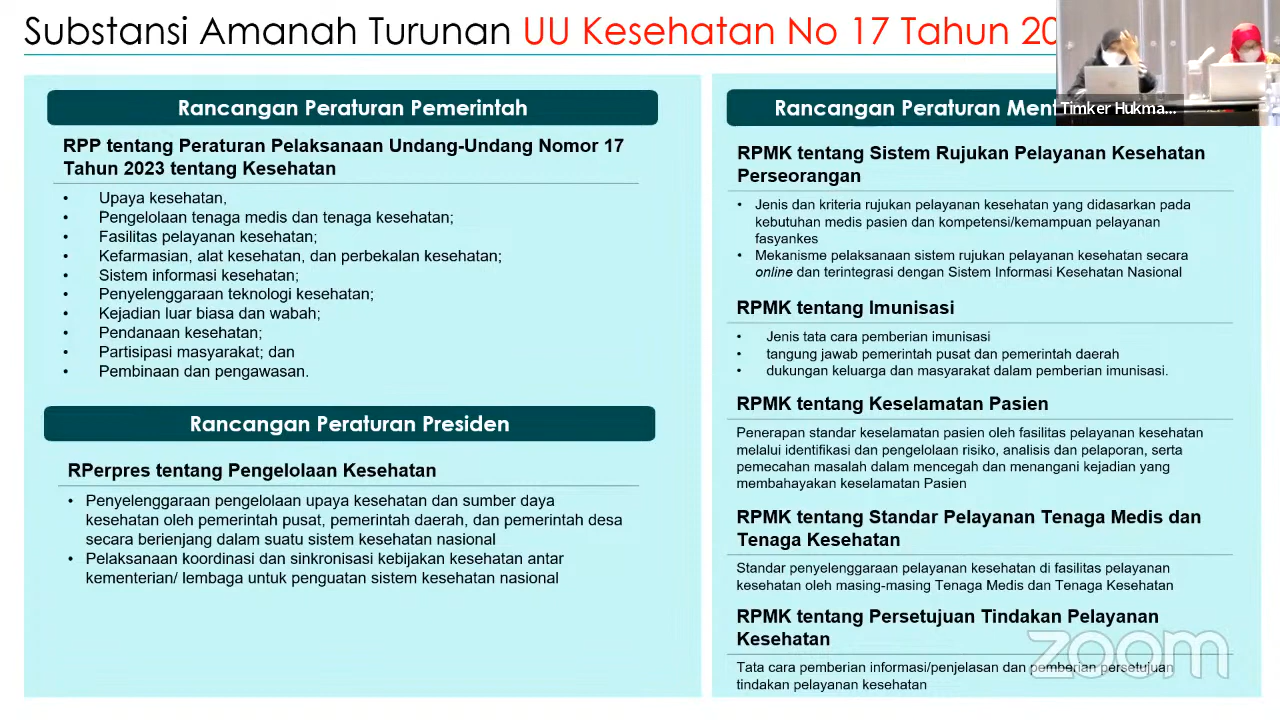 Substansi Amanah Turunan UU Kesehatan No 17 Tahun 20
Timker Hukma...
Rancangan Peraturan Pemerintah
RPP tentang Peraturan Pelaksanaan Undang-Undang Nomor 17
Tahun 2023 tentang Kesehatan
• Upaya kesehatan,
• Pengelolaan tenaga medis dan tenaga kesehatan;
• Fasilitas pelayanan kesehatan;
• Kefarmasian, alat kesehatan, dan perbekalan kesehatan;
• Sistem informasi kesehatan;
• Penyelenggaraan teknologi kesehatan;
• Kejadian luar biasa dan wabah;
• Pendanaan kesehatan;
• Partisipasi masyarakat; dan
• Pembinaan dan pengawasan.
Rancangan Peraturan Presiden
RPerpres tentang Pengelolaan Kesehatan
• Penyelenggaraan pengelolaan upaya kesehatan dan sumber daya
kesehatan oleh pemerintah pusat, pemerintah daerah, dan pemerintah desa
secara berienjang dalam suatu sistem kesehatan nasional
• Pelaksanaan koordinasi dan sinkronisasi kebijakan kesehatan antar
kementerian/ lembaga untuk penguatan sistem kesehatan nasional
Rancangan Peraturan Ment
RPMK tentang Sistem Rujukan Pelayanan Kesehatan
Perseorangan
• Jenis dan kriteria rujukan pelayanan kesehatan yang didasarkan pada
kebutuhan medis pasien dan kompetensi/kemampuan pelayanan
fasyankes
• Mekanisme pelaksanaan sistem rujukan pelayanan kesehatan secara
online dan terintegrasi dengan Sistem Informasi Kesehatan Nasional
RPMK tentang Imunisasi
• Jenis tata cara pemberian imunisasi
• tangung jawab pemerintah pusat dan pemerintah daerah
• dukungan keluarga dan masyarakat dalam pemberian imunisasi.
RPMK tentang Keselamatan Pasien
Penerapan standar keselamatan pasien oleh fasilitas pelayanan kesehatan
melalui identifikasi dan pengelolaan risiko, analisis dan pelaporan, serta
pemecahan masalah dalam mencegah dan menangani kejadian yang
membahayakan keselamatan Pasien
RPMK tentang Standar Pelayanan Tenaga Medis dan
Tenaga Kesehatan
Standar penyelenggaraan pelayanan kesehatan di fasilitas pelayanan
kesehatan oleh masing-masing Tenaga Medis dan Tenaga Kesehatan
RPMK tentang Persetujuan Tindakan Pelayanan
Kesehatan
Tata cara pemberian informasi/penjelasan dan pemberian persetujuan
tindakan pelayanan kesehatan
zoom